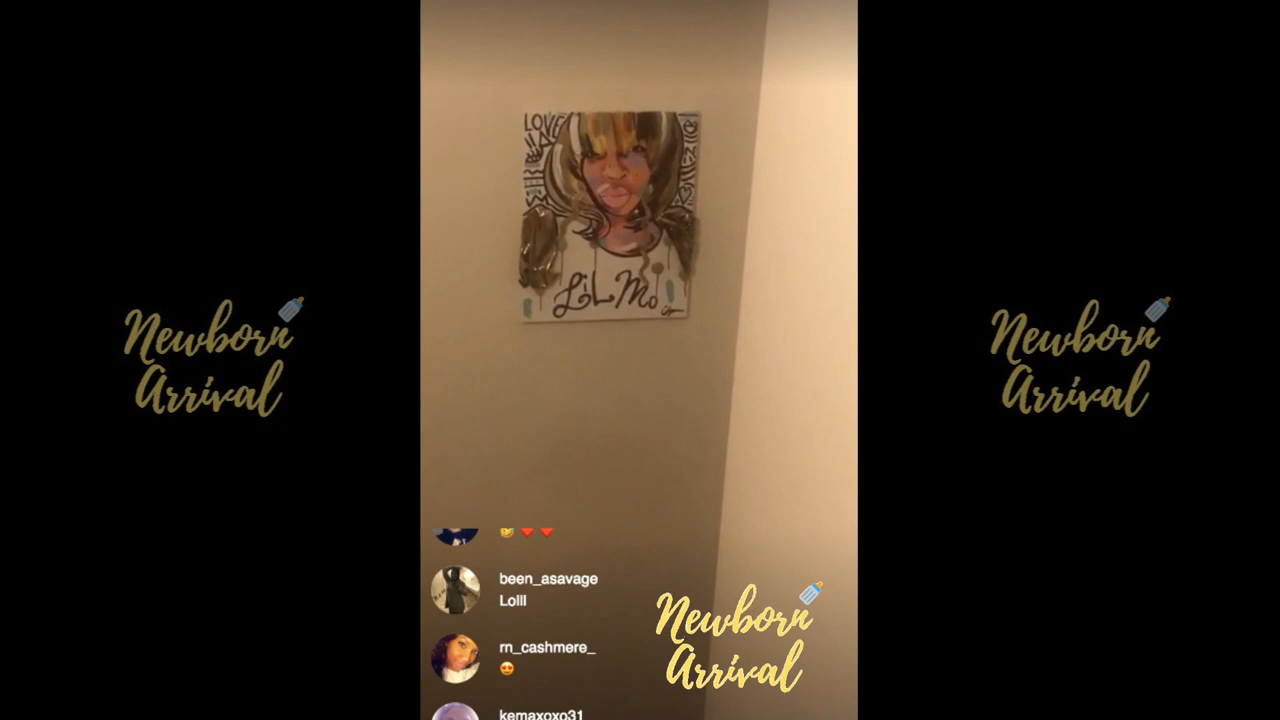 LOVE
LiL Mo
been_asavage
Lolll
rn_cashmere_
kemaxoxo31
Newborn
Arrival
Newborn
Arrival
Newborn
Arrival